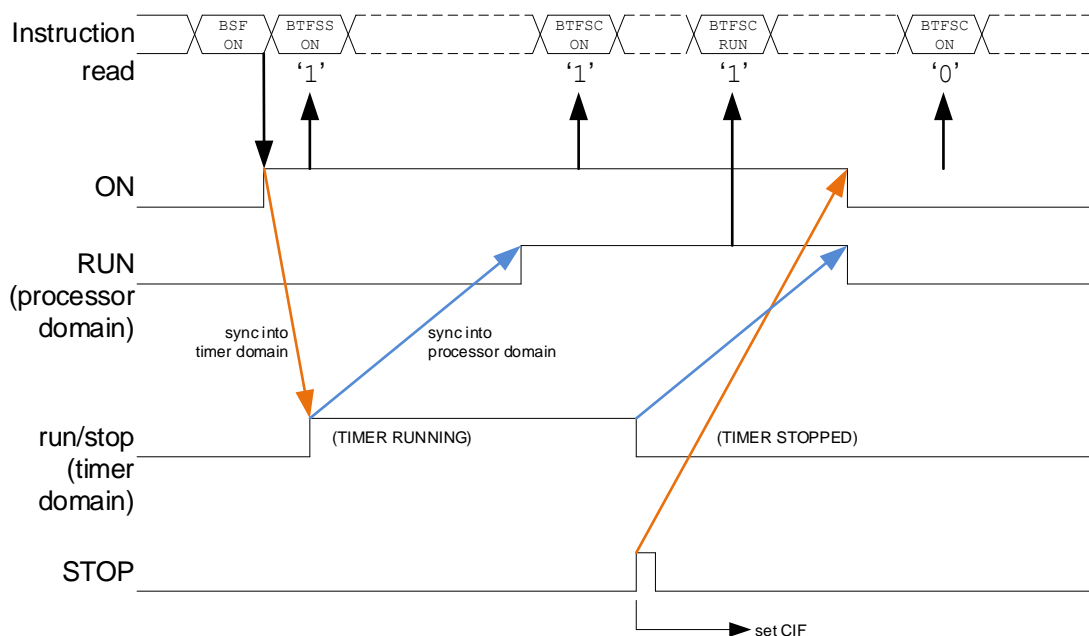 Instruction
BSF
ON
BTFSS
ON
BTFSC
ON
BTFSC
RUN
BTFSC
ON
read
‘1’
‘1’
‘1’
‘0’
ON
RUN
(processor
domain)
sync into
timer domain
sync into
processor domain
run/stop
(timer
domain)
(TIMER RUNNING)
(TIMER STOPPED)
STOP
set CIF